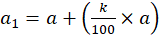 a₁ = a + (k/100 × a)